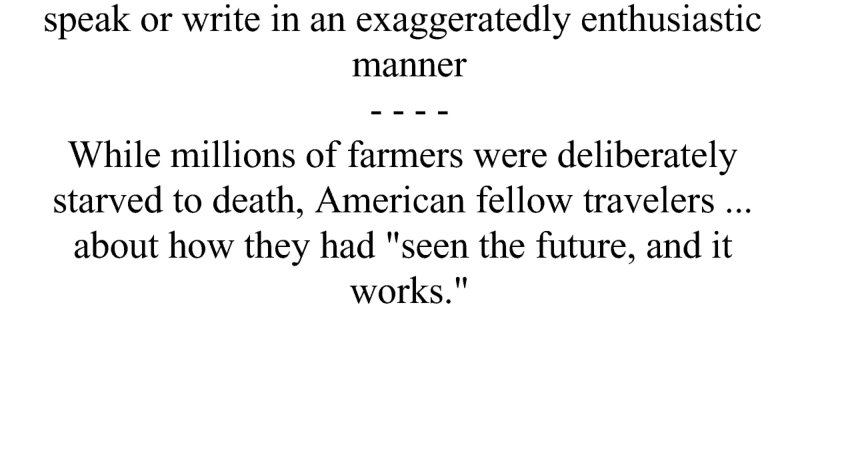 speak or write in an exaggeratedly enthusiastic
manner
- - - -
While millions of farmers were deliberately
starved to death, American fellow travelers ...
about how they had "seen the future, and it
works."